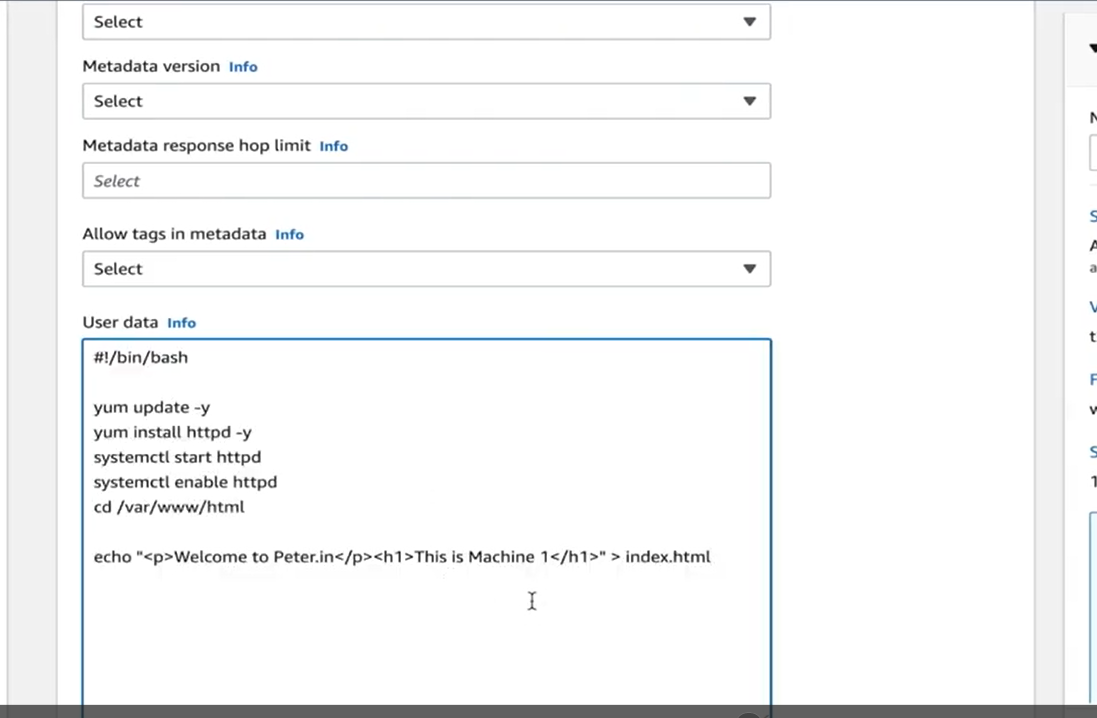 Select
Metadata version Info
Select
Metadata response hop limit Info
Select
Allow tags in metadata Info
Select
User data Info
#!/bin/bash
yum update -y
yum install httpd -y
systemctl start httpd
systemctl enable httpd
cd /var/www/html
echo "<p>Welcome to Peter.in</p><h1>This is Machine 1</h1>" > index.html